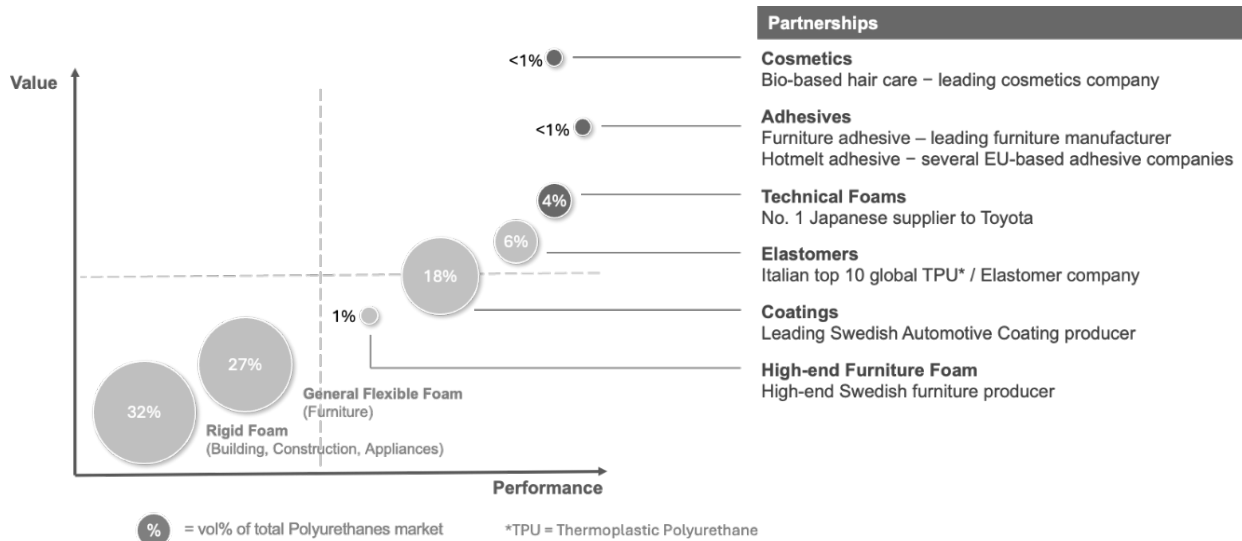 Partnerships
Value
<1%
Cosmetics
Bio-based hair care – leading cosmetics company
<1%
Adhesives
Furniture adhesive – leading furniture manufacturer
Hotmelt adhesive – several EU-based adhesive companies
4%
Technical Foams
No. 1 Japanese supplier to Toyota
6%
Elastomers
Italian top 10 global TPU* / Elastomer company
18%
Coatings
Leading Swedish Automotive Coating producer
1%
High-end Furniture Foam
High-end Swedish furniture producer
27%
General Flexible Foam
(Furniture)
32%
Rigid Foam
(Building, Construction, Appliances)
Performance
% = vol% of total Polyurethanes market
*TPU = Thermoplastic Polyurethane